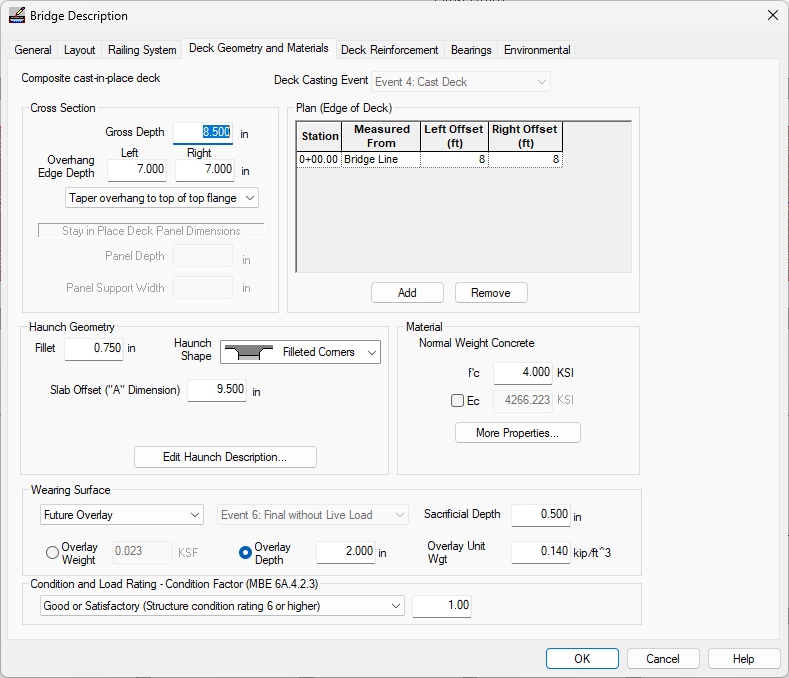 Bridge Description
General
Layout
Railing System
Deck Geometry and Materials
Deck Reinforcement
Bearings
Environmental
Composite cast-in-place deck
Deck Casting Event
Event 4: Cast Deck
Cross Section
Gross Depth
8.500
in
Left
Right
Overhang
Edge Depth
7.000
7.000
in
Taper overhang to top of top flange
Stay in Place Deck Panel Dimensions
Panel Depth
in
Panel Support Width
in
Plan (Edge of Deck)
Station
Measured
From
Left Offset
(ft)
Right Offset
(ft)
0+00.00
Bridge Line
8
8
Add
Remove
Haunch Geometry
Fillet
0.750
in
Haunch
Shape
Filleted Corners
Slab Offset ("A" Dimension)
9.500
in
Edit Haunch Description...
Material
Normal Weight Concrete
f'c
4.000
KSI
Ec
4266.223
KSI
More Properties...
Wearing Surface
Future Overlay
Event 6: Final without Live Load
Sacrificial Depth
0.500
in
Overlay
Weight
0.023
KSF
Overlay
Depth
2.000
in
Overlay Unit
Wgt
0.140
kip/ft^3
Condition and Load Rating - Condition Factor (MBE 6A.4.2.3)
Good or Satisfactory (Structure condition rating 6 or higher)
1.00
OK
Cancel
Help